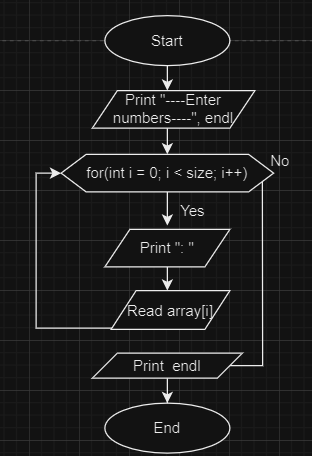 Start
Print "----Enter
numbers----", endl
for(int i = 0; i < size; i++)
No
Yes
Print ": "
Read array[i]
Print endl
End